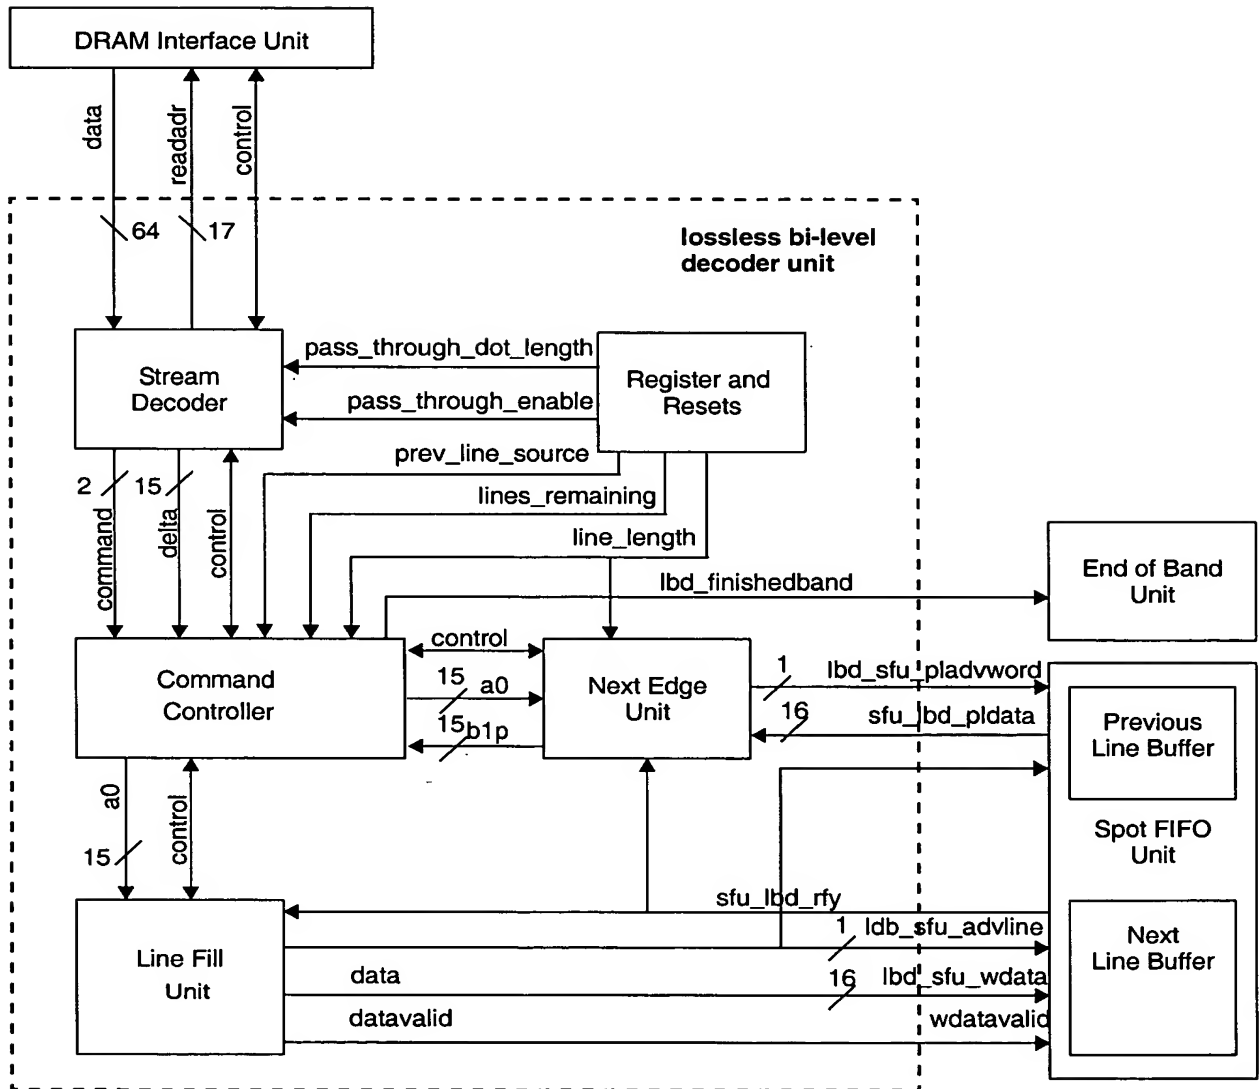 DRAM Interface Unit
data
readadr
control
64
17
lossless bi-level
decoder unit
Stream
Decoder
pass_through_dot_length
pass_through_enable
Register and
Resets
prev_line_source
lines_remaining
line_length
2
15
command
delta
control
lbd_finishedband
End of Band
Unit
Command
Controller
control
15
a0
15
b1p
Next Edge
Unit
1
lbd_sfu_pladvword
16
sfu_lbd_pldata
Previous
Line Buffer
Spot FIFO
Unit
a0
15
control
sfu_lbd_rfy
1
ldb_sfu_advline
Next
Line Buffer
Line Fill
Unit
data
16
lbd_sfu_wdata
datavalid
wdatavalid